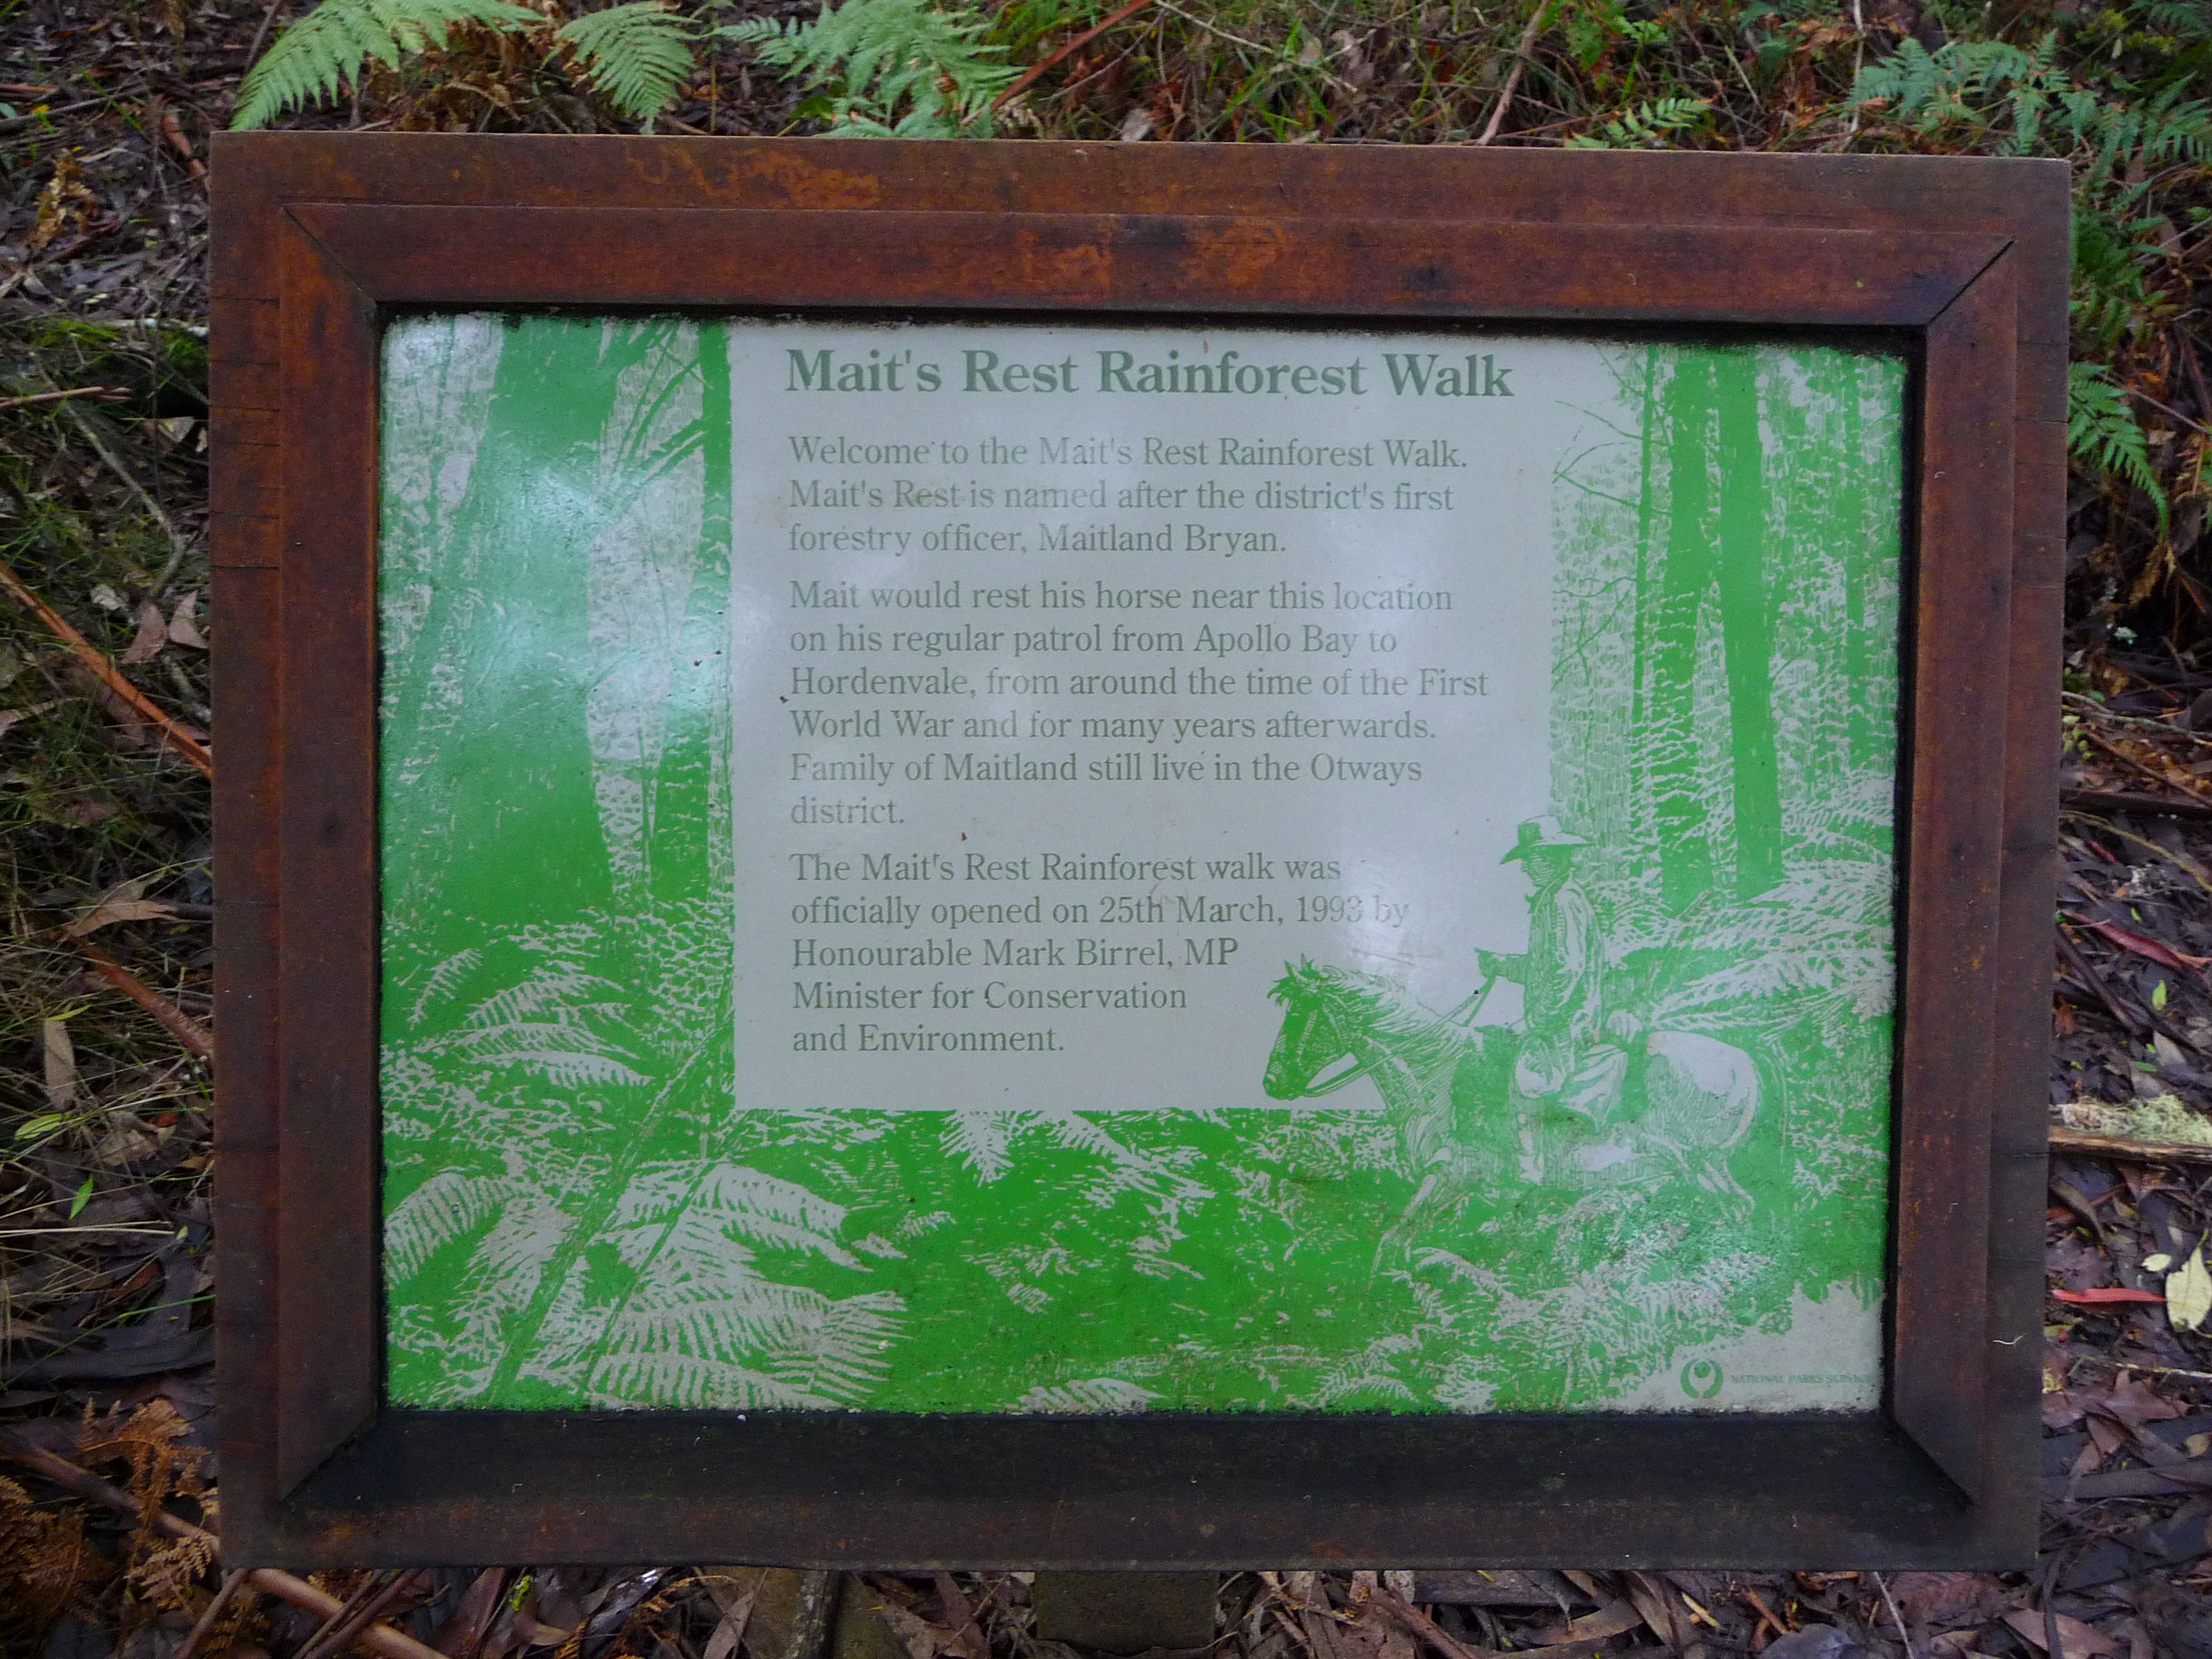 Mait's Rest Rainforest Walk
Welcome to the Mait's Rest Rainforest Walk.
Mait's Rest is named after the district's first
forestry officer, Maitland Bryan.
Mait would rest his horse near this location
on his regular patrol from Apollo Bay to
Hordenvale, from around the time of the First
World War and for many years afterwards.
Family of Maitland still live in the Otways
district.
The Mait's Rest Rainforest walk was
officially opened on 25th March, 1993 by
Honourable Mark Birrel, MP
Minister for Conservation
and Environment.
NATIONAL PARKS SERVICE